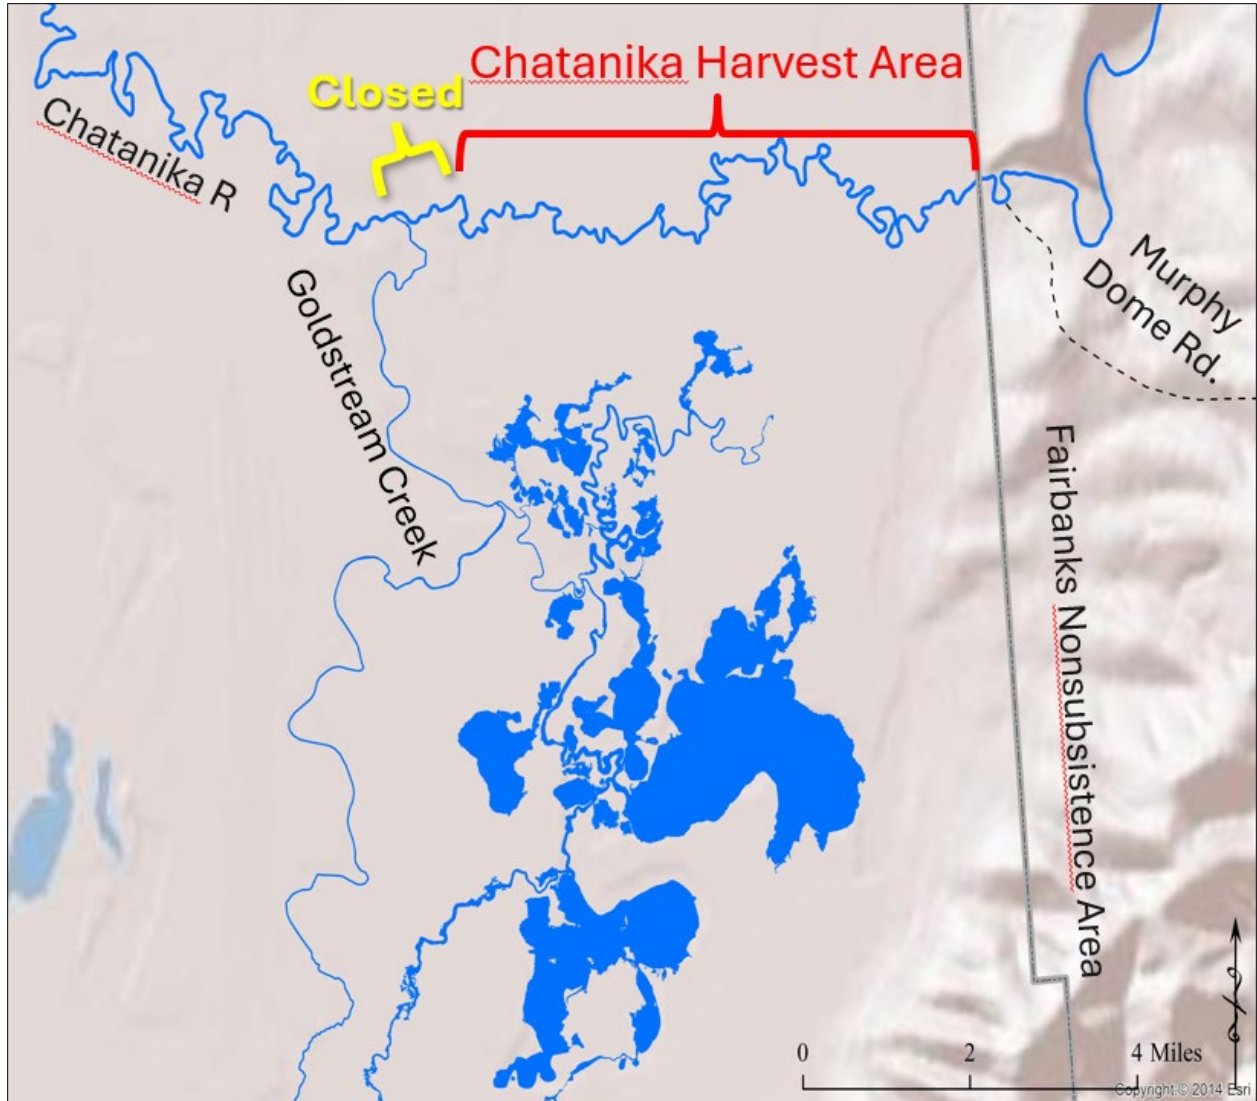 Chatanika Harvest Area
Closed
Chatanika R
Murphy
Dome Rd.
Goldstream Creek
Fairbanks Nonsubsistence Area
0 2 4 Miles
Copyright:© 2014 Esri